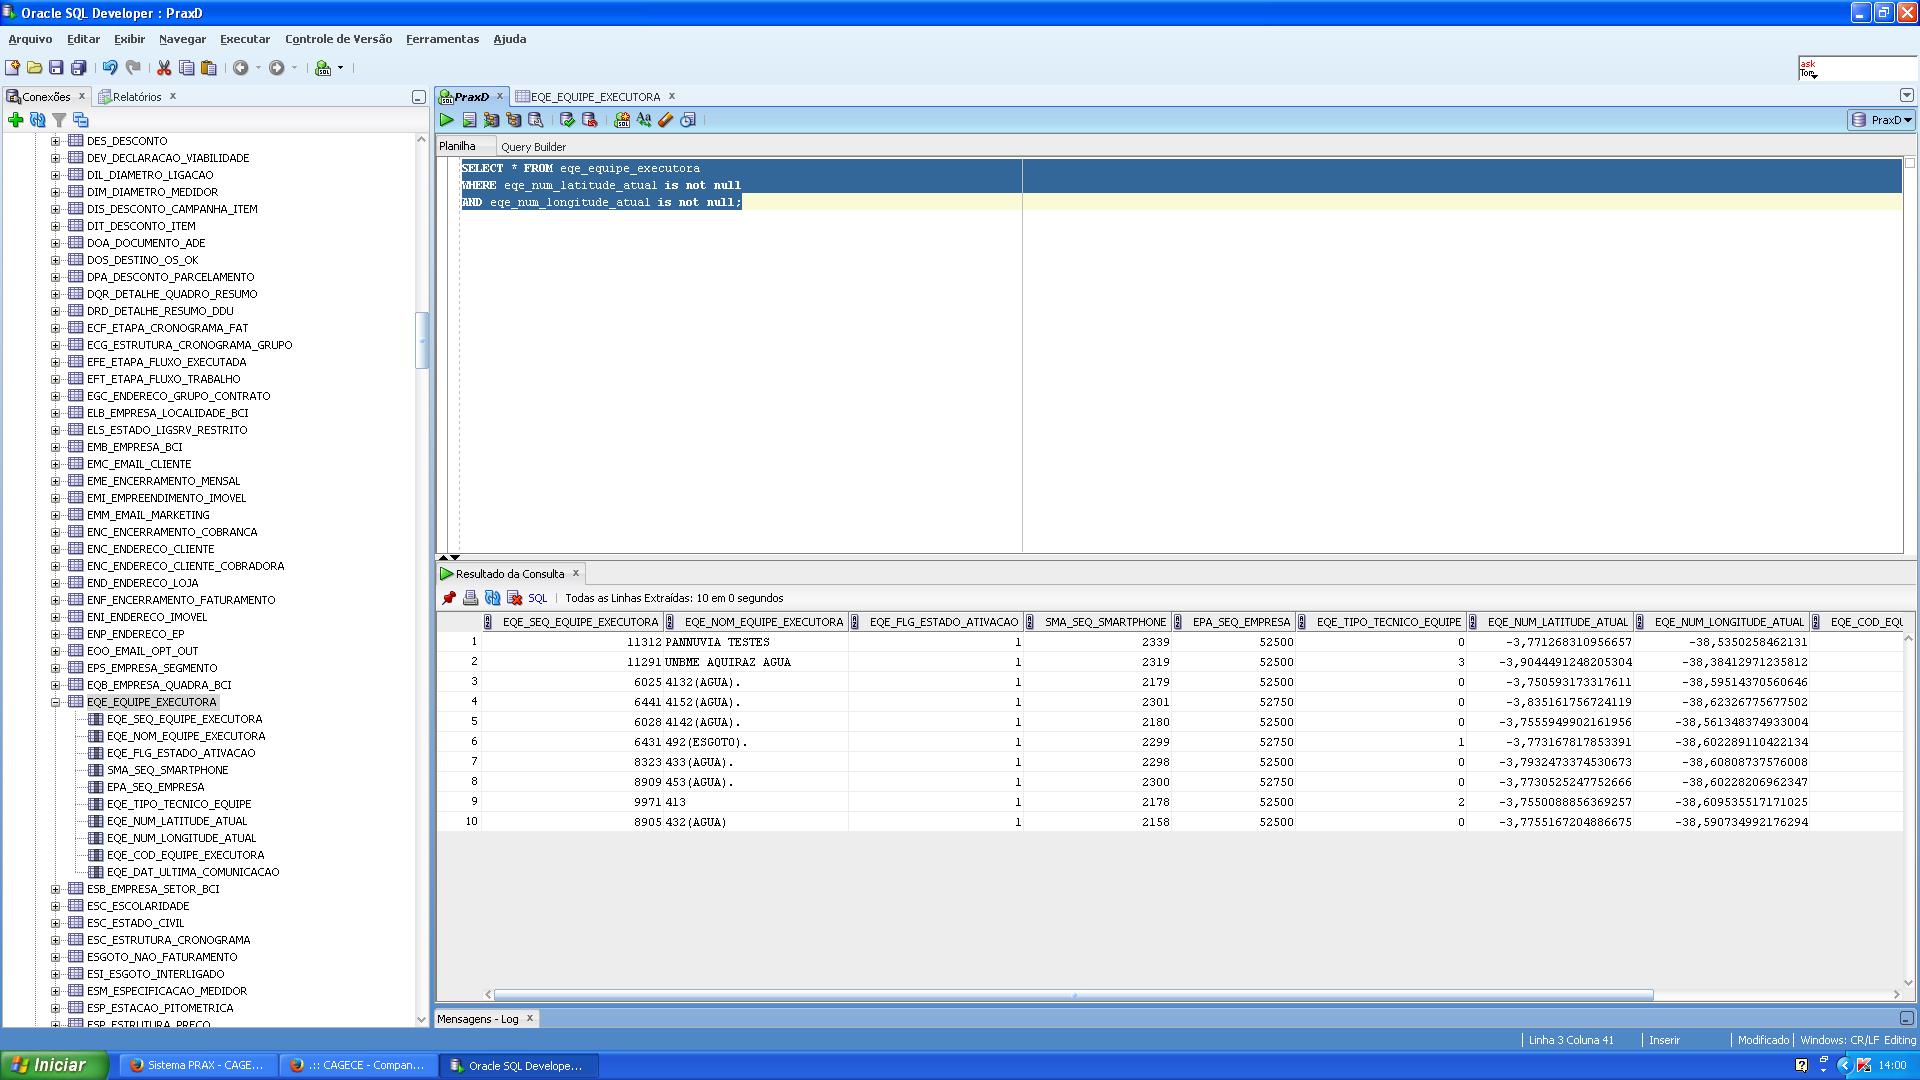 Oracle SQL Developer : PraxD
Arquivo Editar Exibir Navegar Executar Controle de Versão Ferramentas Ajuda
ask
Tom
Conexões
Relatórios
DES_DESCONTO
DEV_DECLARACAO_VIABILIDADE
DIL_DIAMETRO_LIGACAO
DIM_DIAMETRO_MEDIDOR
DIS_DESCONTO_CAMPANHA_ITEM
DIT_DESCONTO_ITEM
DOA_DOCUMENTO_ADE
DOS_DESTINO_OS_OK
DPA_DESCONTO_PARCELAMENTO
DQR_DETALHE_QUADRO_RESUMO
DRD_DETALHE_RESUMO_DDU
ECF_ETAPA_CRONOGRAMA_FAT
ECG_ESTRUTURA_CRONOGRAMA_GRUPO
EFE_ETAPA_FLUXO_EXECUTADA
EFT_ETAPA_FLUXO_TRABALHO
EGC_ENDERECO_GRUPO_CONTRATO
ELB_EMPRESA_LOCALIDADE_BCI
ELS_ESTADO_LIGSRV_RESTRITO
EMB_EMPRESA_BCI
EMC_EMAIL_CLIENTE
EME_ENCERRAMENTO_MENSAL
EMI_EMPREENDIMENTO_IMOVEL
EMM_EMAIL_MARKETING
ENC_ENCERRAMENTO_COBRANCA
ENC_ENDERECO_CLIENTE
ENC_ENDERECO_CLIENTE_COBRADORA
END_ENDERECO_LOJA
ENF_ENCERRAMENTO_FATURAMENTO
ENI_ENDERECO_IMOVEL
ENP_ENDERECO_EP
EOO_EMAIL_OPT_OUT
EPS_EMPRESA_SEGMENTO
EQB_EMPRESA_QUADRA_BCI
EQE_EQUIPE_EXECUTORA
EQE_SEQ_EQUIPE_EXECUTORA
EQE_NOM_EQUIPE_EXECUTORA
EQE_FLG_ESTADO_ATIVACAO
SMA_SEQ_SMARTPHONE
EPA_SEQ_EMPRESA
EQE_TIPO_TECNICO_EQUIPE
EQE_NUM_LATITUDE_ATUAL
EQE_NUM_LONGITUDE_ATUAL
EQE_COD_EQUIPE_EXECUTORA
EQE_DAT_ULTIMA_COMUNICACAO
ESB_EMPRESA_SETOR_BCI
ESC_ESCOLARIDADE
ESC_ESTADO_CIVIL
ESC_ESTRUTURA_CRONOGRAMA
ESGOTO_NAO_FATURAMENTO
ESI_ESGOTO_INTERLIGADO
ESM_ESPECIFICACAO_MEDIDOR
ESP_ESTACAO_PITOMETRICA
ESP_ESTRUTURA_PRECO
PraxD EQE_EQUIPE_EXECUTORA
PraxD
Planilha Query Builder
SELECT * FROM eqe_equipe_executora
WHERE eqe_num_latitude_atual is not null
AND eqe_num_longitude_atual is not null;
Resultado da Consulta
SQL Todas as Linhas Extraídas: 10 em 0 segundos
EQE_SEQ_EQUIPE_EXECUTORA EQE_NOM_EQUIPE_EXECUTORA EQE_FLG_ESTADO_ATIVACAO SMA_SEQ_SMARTPHONE EPA_SEQ_EMPRESA EQE_TIPO_TECNICO_EQUIPE EQE_NUM_LATITUDE_ATUAL EQE_NUM_LONGITUDE_ATUAL EQE_COD_EQU
1 11312 PANNUVIA TESTES 1 2339 52500 0 -3,771268310956657 -38,5350258462131
2 11291 UNBME AQUIRAZ AGUA 1 2319 52500 3 -3,9044491248205304 -38,38412971235812
3 6025 4132(AGUA). 1 2179 52500 0 -3,750593173317611 -38,59514370560646
4 6441 4152(AGUA). 1 2301 52750 0 -3,835161756724119 -38,62326775677502
5 6028 4142(AGUA). 1 2180 52500 0 -3,7555949902161956 -38,561348374933004
6 6431 492(ESGOTO). 1 2299 52750 1 -3,773167817853391 -38,602289110422134
7 8323 433(AGUA). 1 2298 52500 0 -3,7932473374530673 -38,60808737576008
8 8909 453(AGUA). 1 2300 52750 0 -3,7730525247752666 -38,60228206962347
9 9971 413 1 2178 52500 2 -3,7550088856369257 -38,609535517171025
10 8905 432(AGUA) 1 2158 52500 0 -3,7755167204886675 -38,590734992176294
Mensagens - Log
Linha 3 Coluna 41 Inserir Modificado Windows: CR/LF Editing
Iniciar Sistema PRAX - CAGE... .:: CAGECE - Compan... Oracle SQL Develope... 14:00